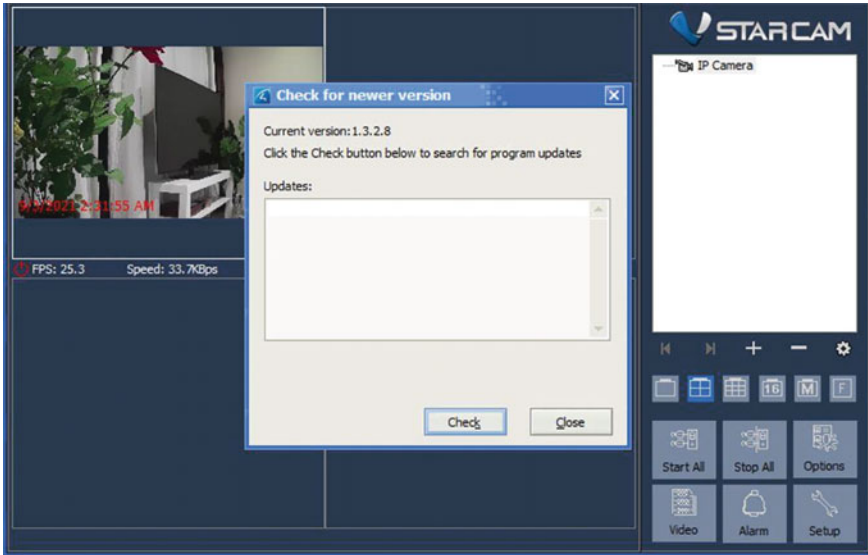 VSTARCAM
IP Camera
Check for newer version
Current version:1.3.2.8
Click the Check button below to search for program updates
Updates:
9/3/2021 2:31:55 AM
FPS: 25.3 Speed: 33.7KBps
Check Close
16 M F
Start All Stop All Options
Video Alarm Setup